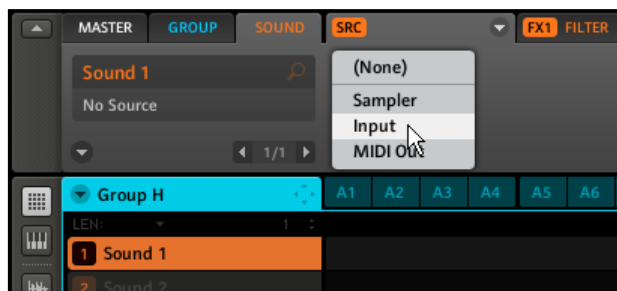 MASTER GROUP SOUND SRC FX1 FILTER
Sound 1
No Source
1/1
(None)
Sampler
Input
MIDI Out
Group H A1 A2 A3 A4 A5 A6
LEN: 1
1 Sound 1
2 Sound 2